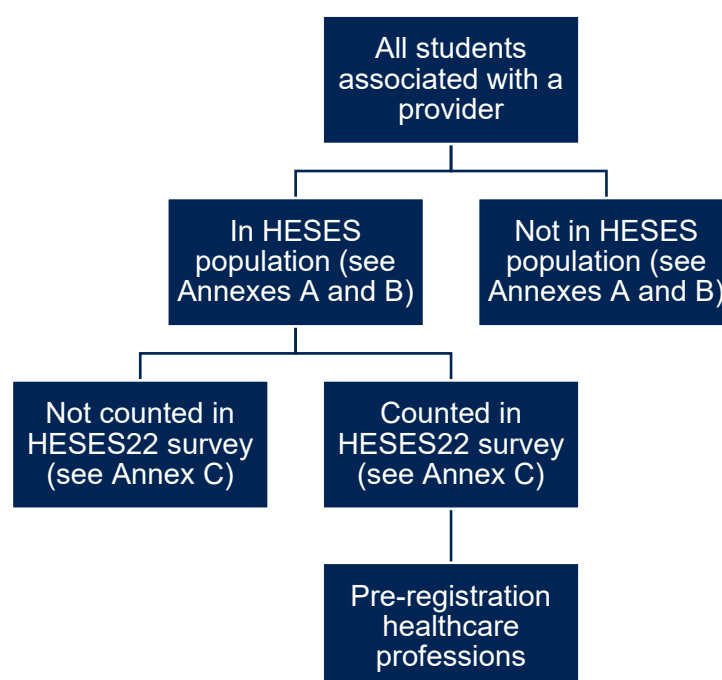 All students
associated with a
provider
In HESES
population (see
Annexes A and B)
Not in HESES
population (see
Annexes A and B)
Not counted in
HESES22 survey
(see Annex C)
Counted in
HESES22 survey
(see Annex C)
Pre-registration
healthcare
professions